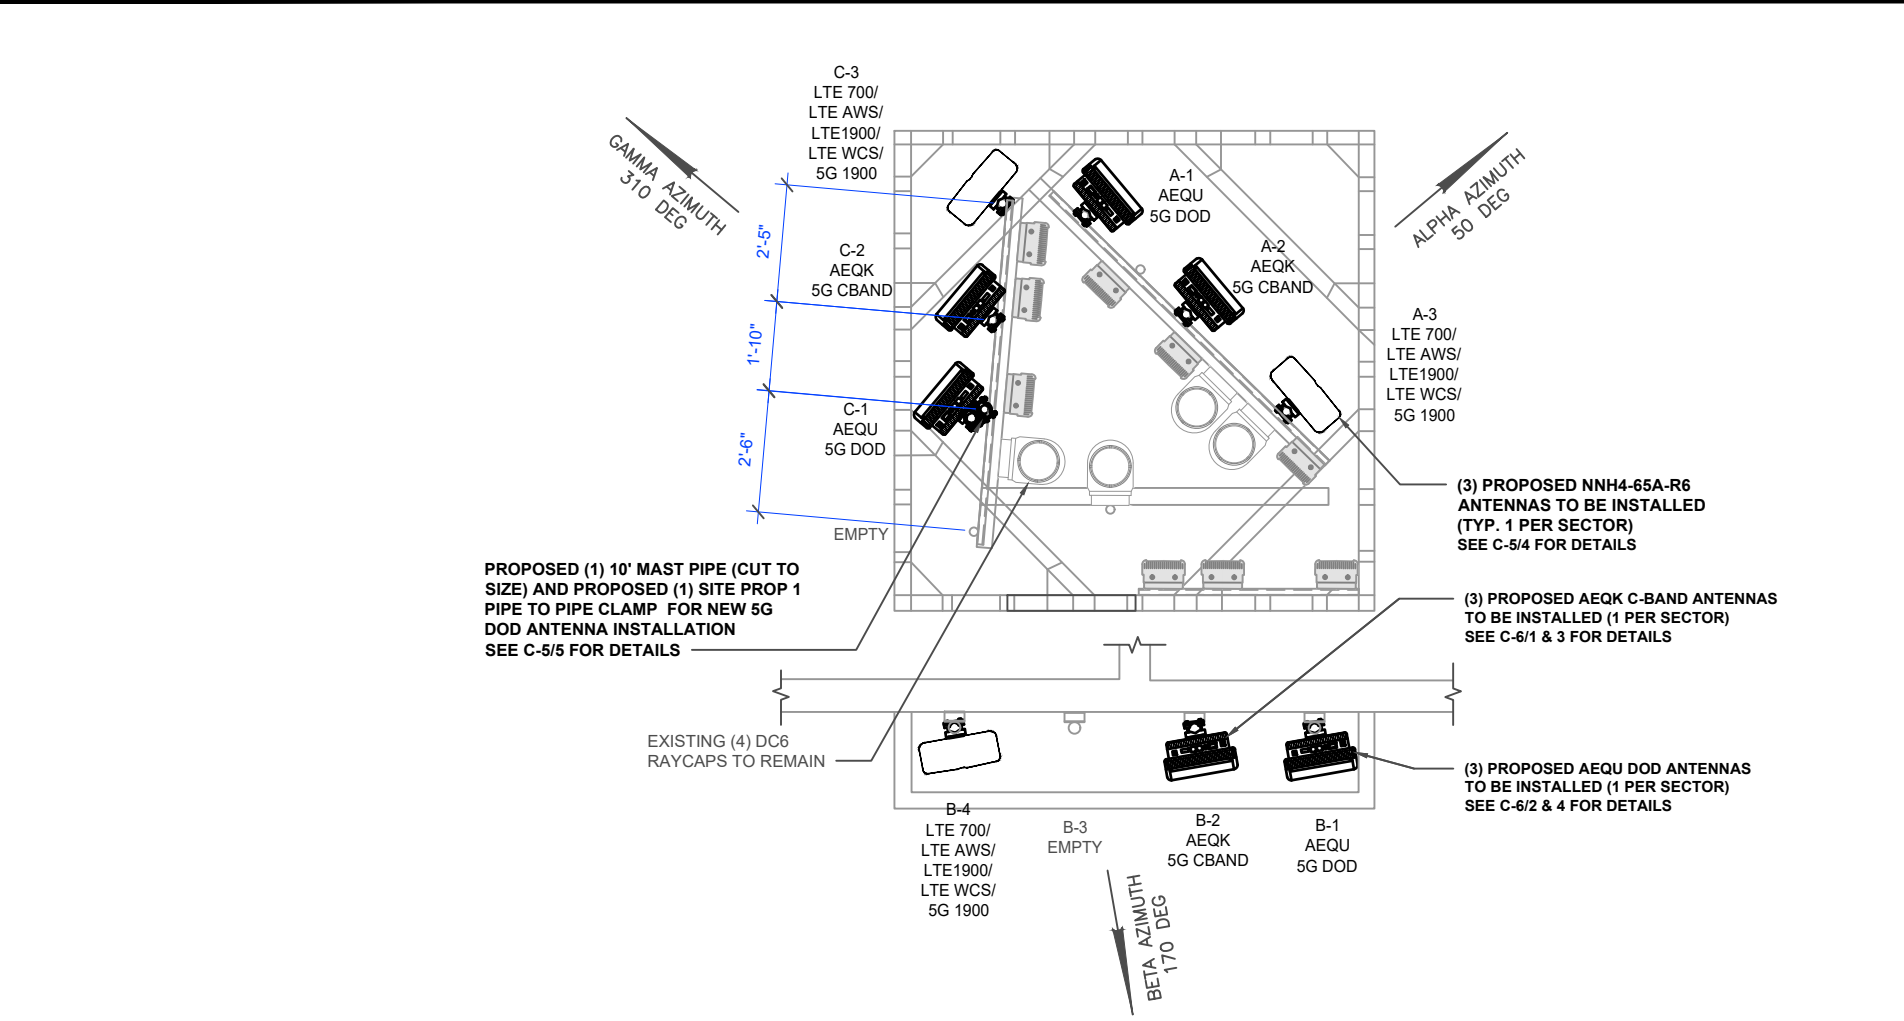 C-3
LTE 700/
LTE AWS/
LTE1900/
LTE WCS/
5G 1900
GAMMA AZIMUTH
310 DEG
A-1
AEQU
5G DOD
ALPHA AZIMUTH
50 DEG
2'-5"
C-2
AEQK
5G CBAND
A-2
AEQK
5G CBAND
1'-10"
A-3
LTE 700/
LTE AWS/
LTE1900/
LTE WCS/
5G 1900
C-1
AEQU
5G DOD
2'-6"
EMPTY
(3) PROPOSED NNH4-65A-R6
ANTENNAS TO BE INSTALLED
(TYP. 1 PER SECTOR)
SEE C-5/4 FOR DETAILS
PROPOSED (1) 10' MAST PIPE (CUT TO
SIZE) AND PROPOSED (1) SITE PROP 1
PIPE TO PIPE CLAMP FOR NEW 5G
DOD ANTENNA INSTALLATION
SEE C-5/5 FOR DETAILS
(3) PROPOSED AEQK C-BAND ANTENNAS
TO BE INSTALLED (1 PER SECTOR)
SEE C-6/1 & 3 FOR DETAILS
EXISTING (4) DC6
RAYCAPS TO REMAIN
(3) PROPOSED AEQU DOD ANTENNAS
TO BE INSTALLED (1 PER SECTOR)
SEE C-6/2 & 4 FOR DETAILS
B-4
LTE 700/
LTE AWS/
LTE1900/
LTE WCS/
5G 1900
B-3
EMPTY
B-2
AEQK
5G CBAND
B-1
AEQU
5G DOD
BETA AZIMUTH
170 DEG